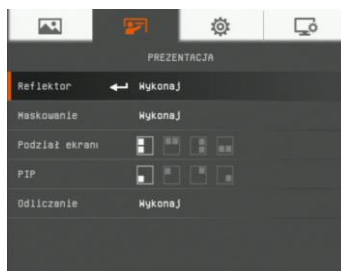 PREZENTACJA
Reflektor Wykonaj
Maskowanie Wykonaj
Podział ekranu
PIP
Odliczanie Wykonaj